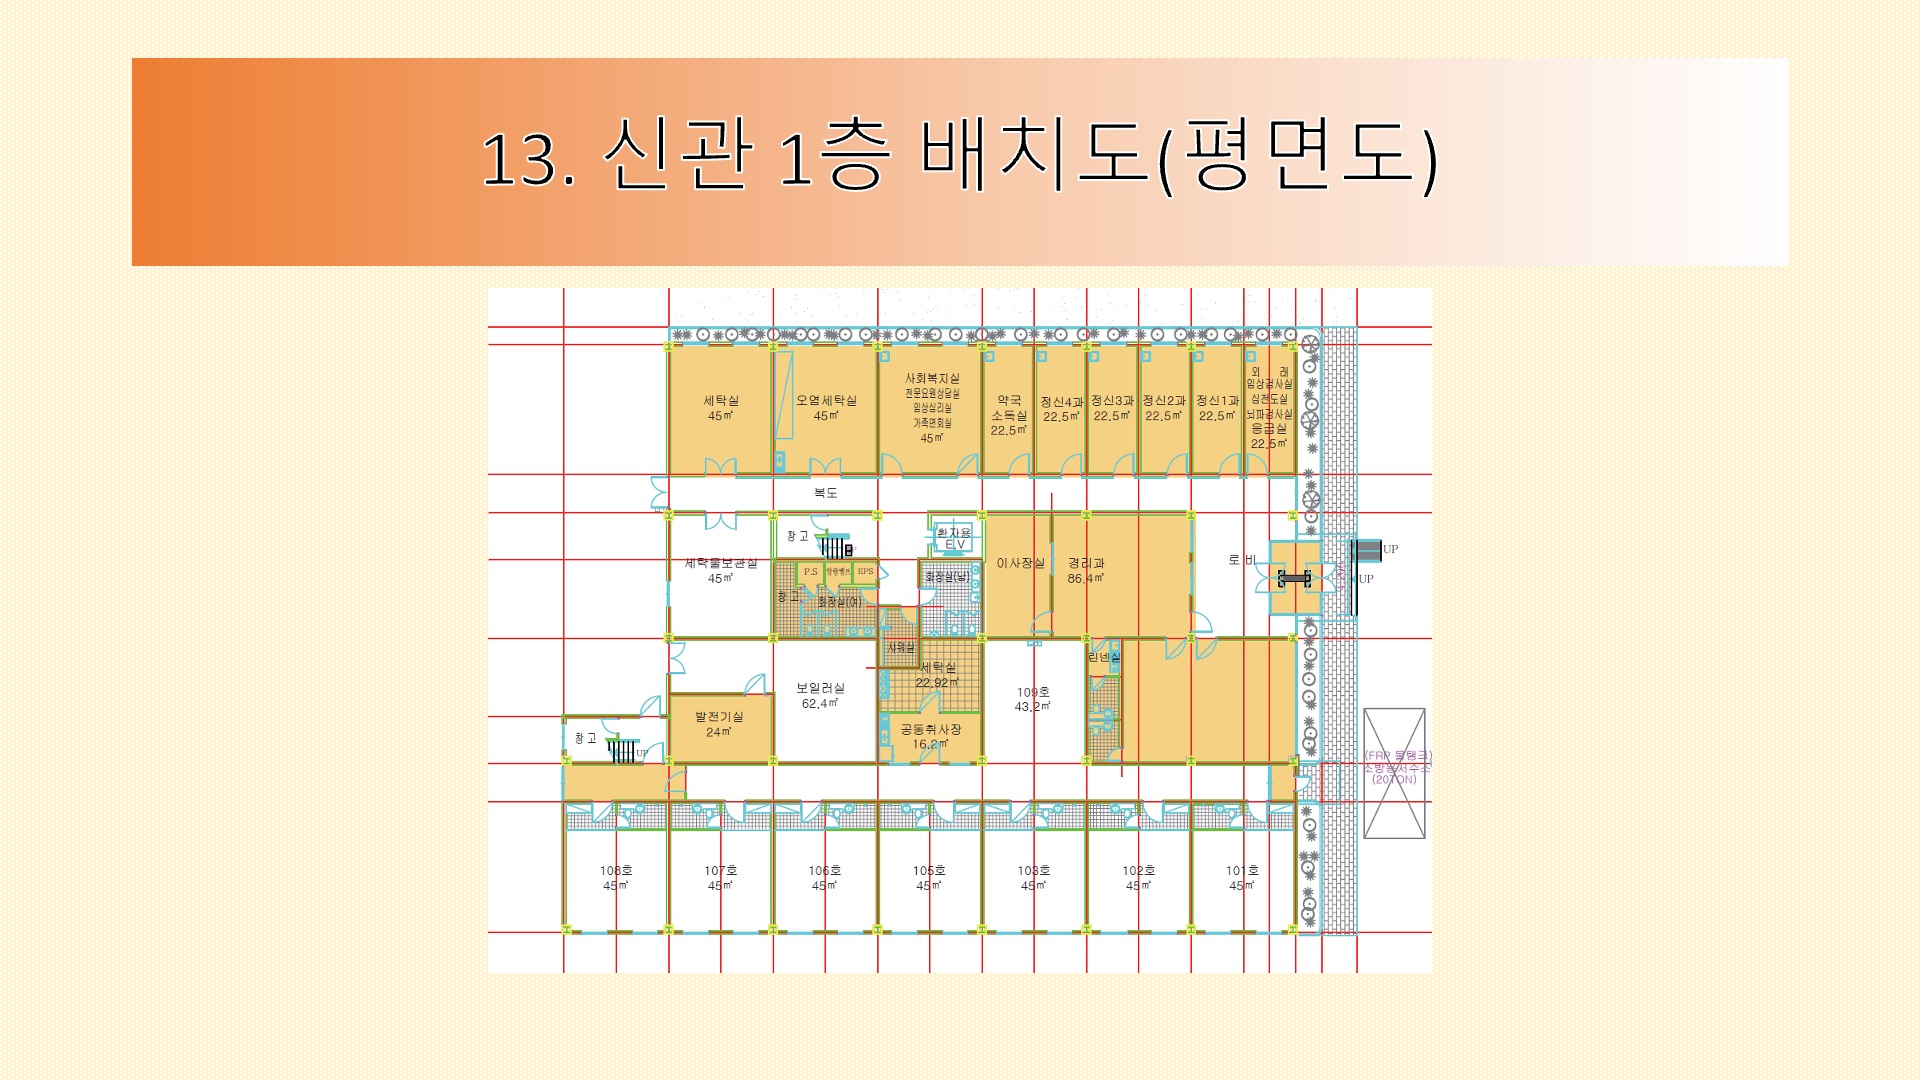 13. 신관 1층 배치도(평면도)
세탁실
45㎡
오염세탁실
45㎡
사회복지실
전문요원상담실
임상심리실
가족면회실
45㎡
약국
소독실
22.5㎡
정신4과
22.5㎡
정신3과
22.5㎡
정신2과
22.5㎡
정신1과
22.5㎡
외 래
임상검사실
심전도실
뇌파검사실
응급실
22.5㎡
복도
세탁물보관실
45㎡
창고
환자용
E.V
P.S
EPS
창고
화장실(여)
화장실(남)
이사장실
경리과
86.4㎡
로비
UP
UP
샤워실
세탁실
22.92㎡
보일러실
62.4㎡
109호
43.2㎡
린넨실
발전기실
24㎡
공동취사장
16.2㎡
창고
UP
(FRP 물탱크)
소방용저수조
(20TON)
108호
45㎡
107호
45㎡
106호
45㎡
105호
45㎡
103호
45㎡
102호
45㎡
101호
45㎡